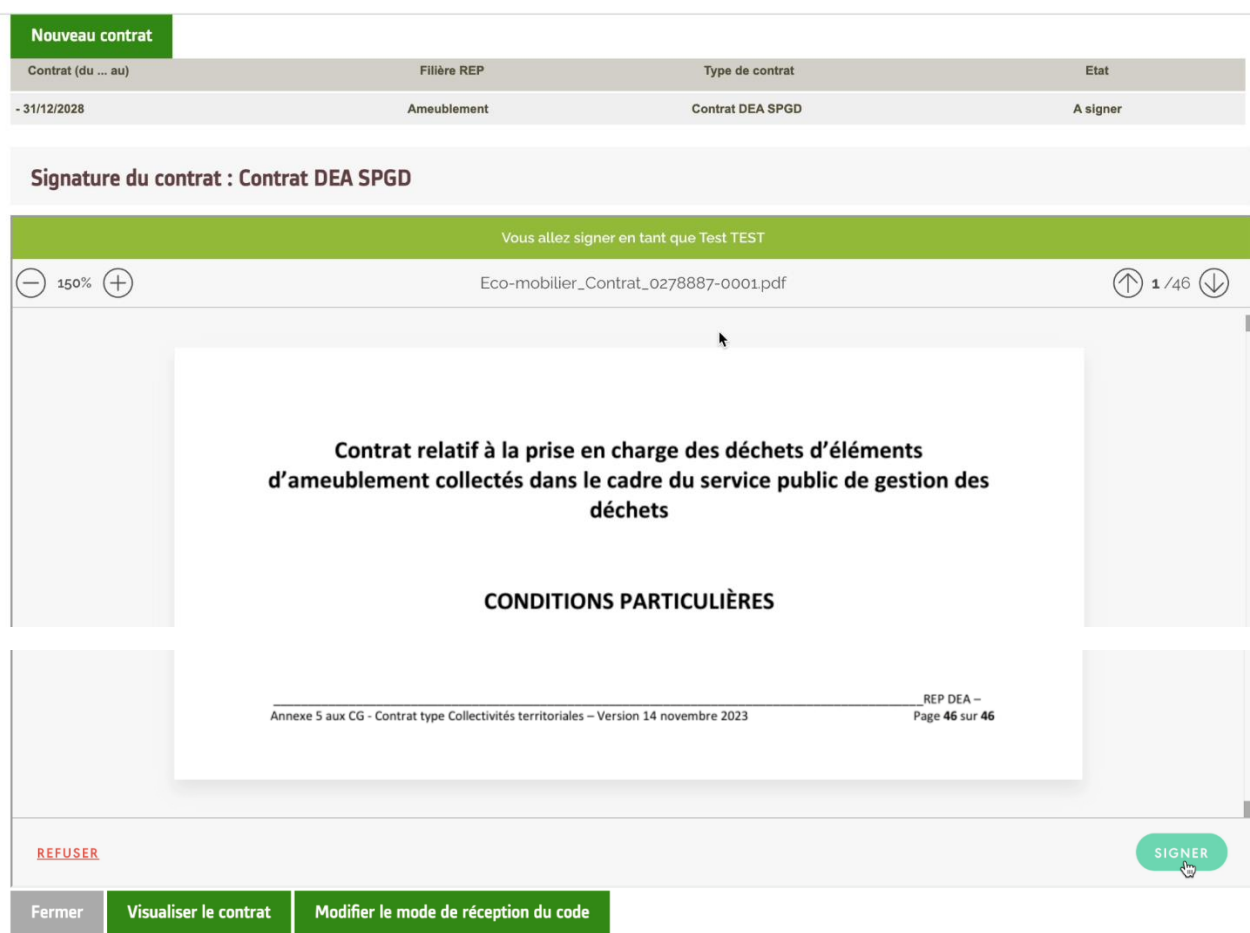 Nouveau contrat
Contrat (du ... au) Filière REP Type de contrat Etat
- 31/12/2028 Ameublement Contrat DEA SPGD A signer
Signature du contrat : Contrat DEA SPGD
Vous allez signer en tant que Test TEST
150% Eco-mobilier_Contrat_0278887-0001.pdf 1 /46
Contrat relatif à la prise en charge des déchets d'éléments
d'ameublement collectés dans le cadre du service public de gestion des
déchets
CONDITIONS PARTICULIÈRES
REP DEA –
Annexe 5 aux CG - Contrat type Collectivités territoriales – Version 14 novembre 2023 Page 46 sur 46
REFUSER SIGNER
Fermer Visualiser le contrat Modifier le mode de réception du code